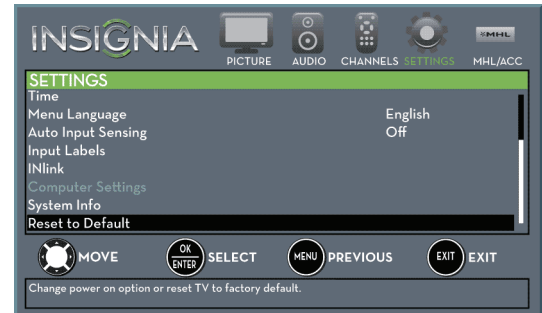 INSIGNIA
PICTURE AUDIO CHANNELS SETTINGS MHL/ACC
MHL
SETTINGS
Time
Menu Language English
Auto Input Sensing Off
Input Labels
INlink
Computer Settings
System Info
Reset to Default
MOVE OK ENTER SELECT MENU PREVIOUS EXIT EXIT
Change power on option or reset TV to factory default.